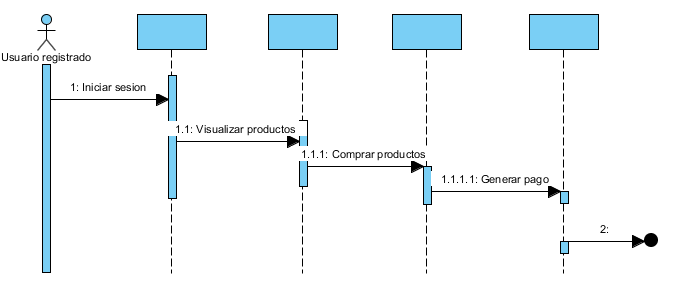 Usuario registrado
1: Iniciar sesion
1.1: Visualizar productos
1.1.1: Comprar productos
1.1.1.1: Generar pago
2: